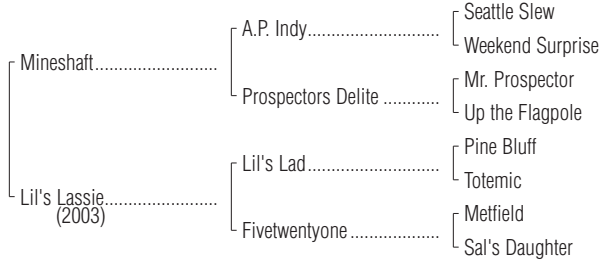 Seattle Slew
A.P. Indy............................
Weekend Surprise
Mineshaft..........................
Mr. Prospector
Prospectors Delite ............
Up the Flagpole
Pine Bluff
Lil's Lad............................
Totemic
Lil's Lassie........................
(2003)
Metfield
Fivetwentyone ...................
Sal's Daughter